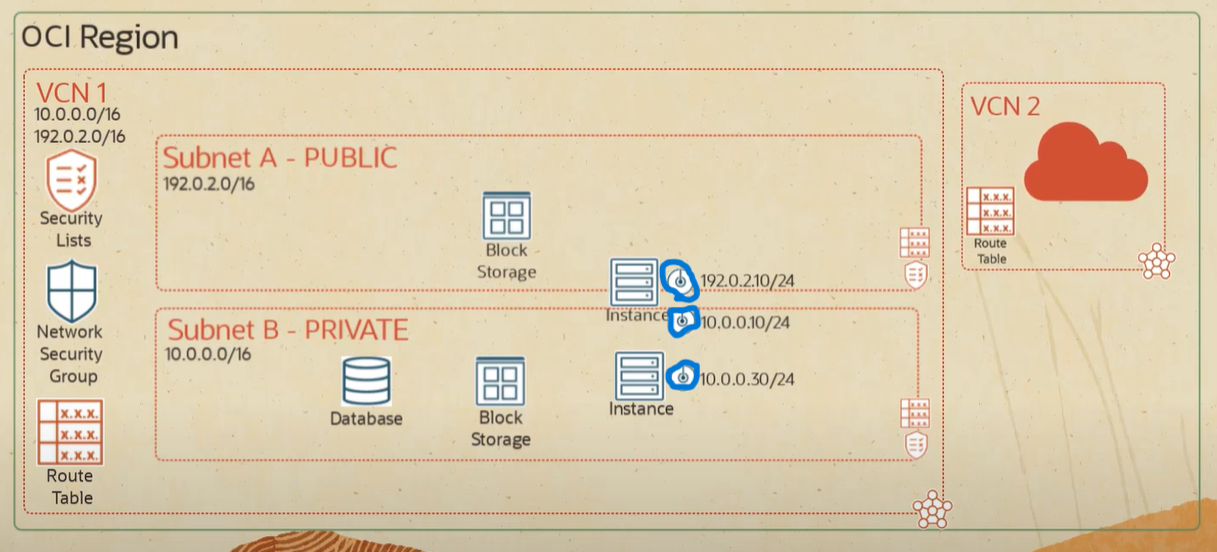 OCI Region
VCN 1
10.0.0.0/16
192.0.2.0/16
Security
Lists
Network
Security
Group
x.x.x.
x.x.x.
x.x.x.
Route
Table
Subnet A - PUBLIC
192.0.2.0/16
Block
Storage
Instance
192.0.2.10/24
10.0.0.10/24
Subnet B - PRIVATE
10.0.0.0/16
Database
Block
Storage
Instance
10.0.0.30/24
VCN 2
x.x.x.
x.x.x.
x.x.x.
Route
Table